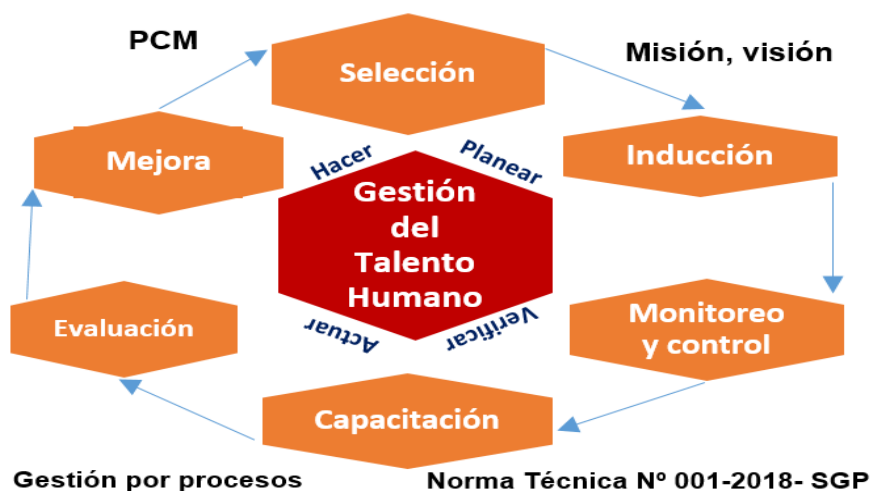 PCM
Selección
Misión, visión
Mejora
Hacer
Planear
Inducción
Gestión
del
Talento
Humano
Evaluación
Actuar
Verificar
Monitoreo
y control
Capacitación
Gestión por procesos
Norma Técnica Nº 001-2018- SGP